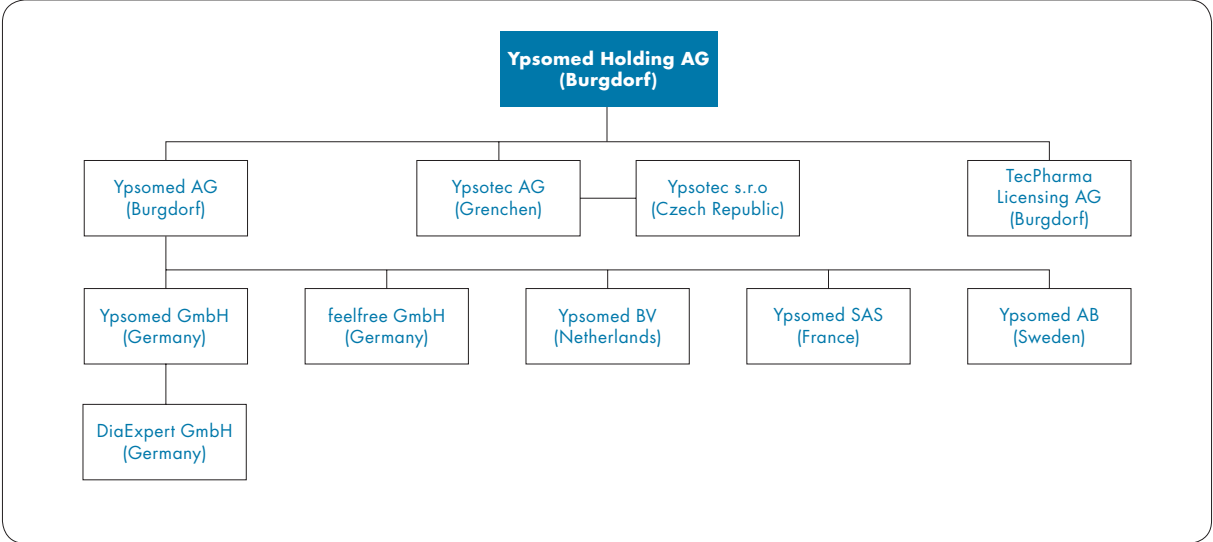 Ypsomed Holding AG
(Burgdorf)
Ypsomed AG
(Burgdorf)
Ypsotec AG
(Grenchen)
Ypsotec s.r.o
(Czech Republic)
TecPharma
Licensing AG
(Burgdorf)
Ypsomed GmbH
(Germany)
feelfree GmbH
(Germany)
Ypsomed BV
(Netherlands)
Ypsomed SAS
(France)
Ypsomed AB
(Sweden)
DiaExpert GmbH
(Germany)